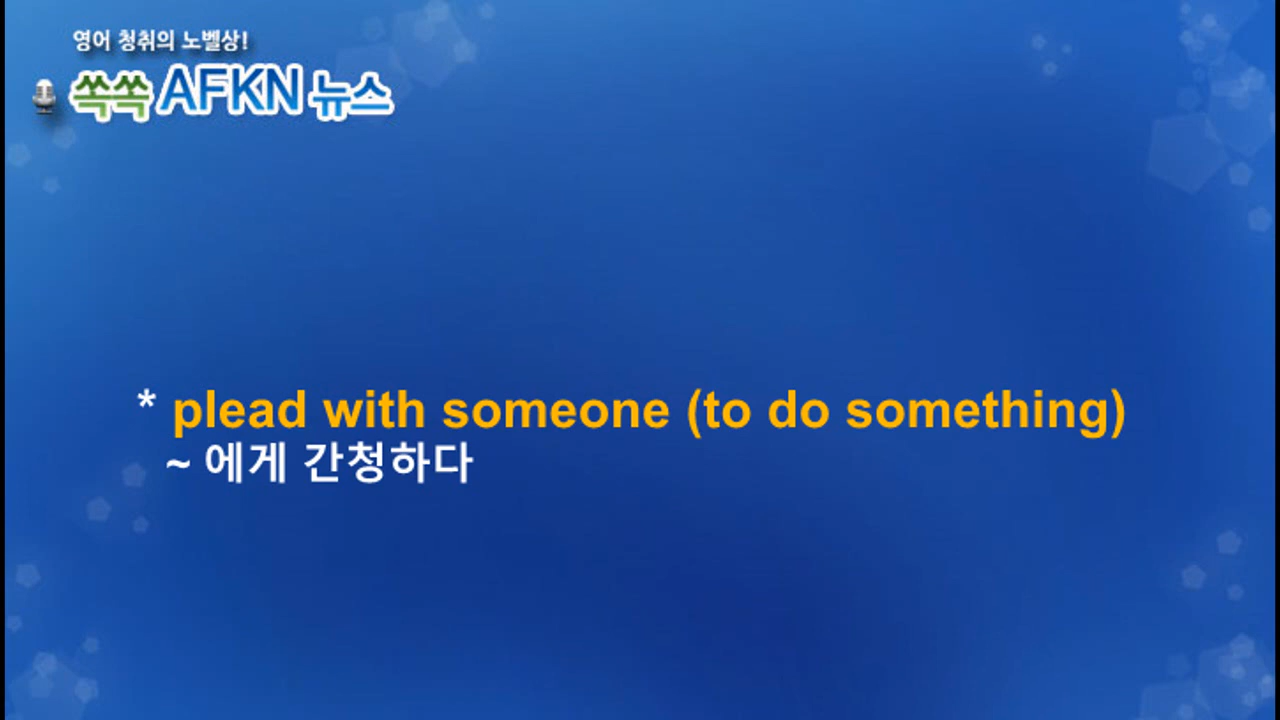 영어 청취의 노벨상!
쏙쏙 AFKN 뉴스
* plead with someone (to do something)
~ 에게 간청하다